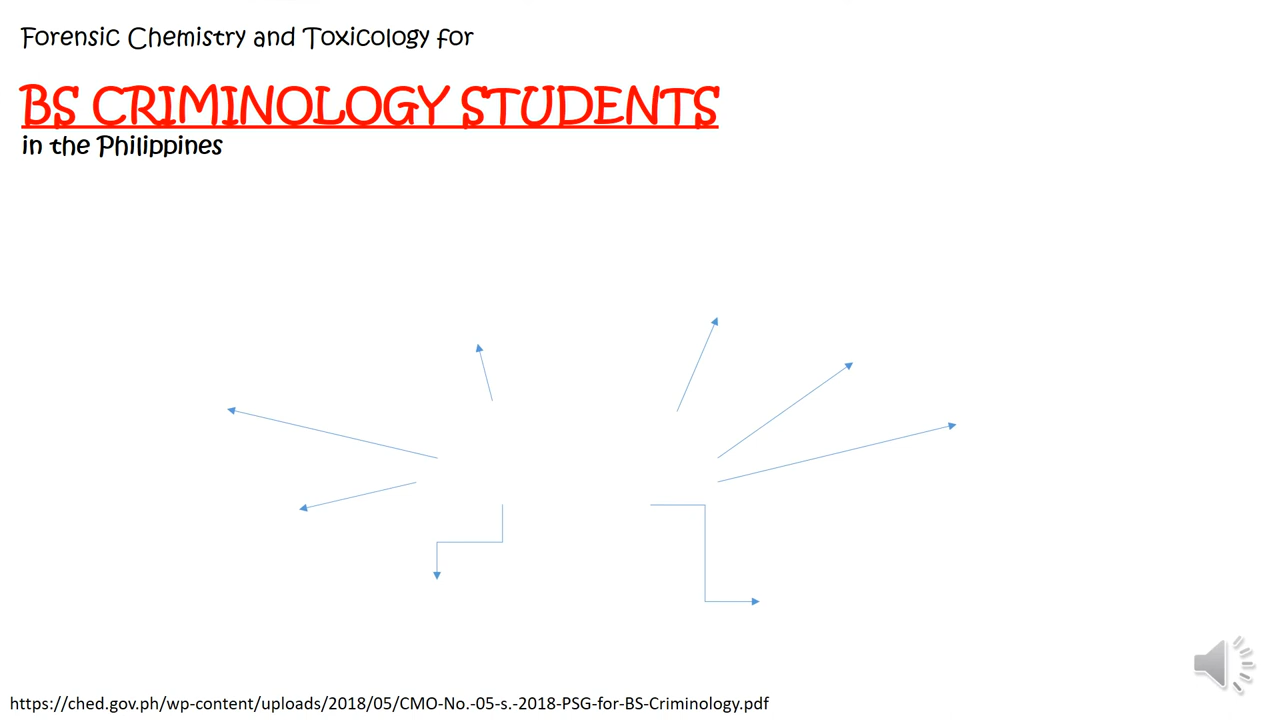 Forensic Chemistry and Toxicology for
BS CRIMINOLOGY STUDENTS
in the Philippines
https://ched.gov.ph/wp-content/uploads/2018/05/CMO-No.-05-s.-2018-PSG-for-BS-Criminology.pdf